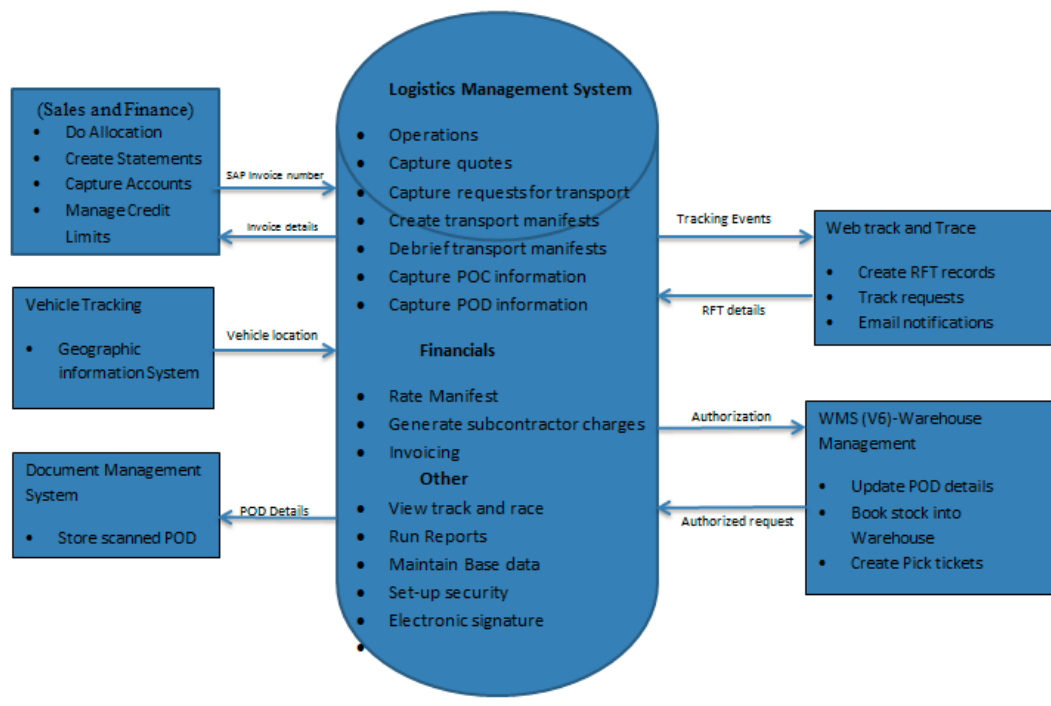 (Sales and Finance)
• Do Allocation
• Create Statements
• Capture Accounts
• Manage Credit
Limits
SAP Invoice number
Invoice details
Vehicle Tracking
• Geographic
information System
Vehicle location
Document Management
System
• Store scanned POD
POD Details
Logistics Management System
• Operations
• Capture quotes
• Capture requests for transport
• Create transport manifests
• Debrief transport manifests
• Capture POC information
• Capture POD information
Financials
• Rate Manifest
• Generate subcontractor charges
• Invoicing
Other
• View track and race
• Run Reports
• Maintain Base data
• Set-up security
• Electronic signature
•
Tracking Events
RFT details
Web track and Trace
• Create RFT records
• Track requests
• Email notifications
Authorization
Authorized request
WMS (V6)-Warehouse
Management
• Update POD details
• Book stock into
Warehouse
• Create Pick tickets